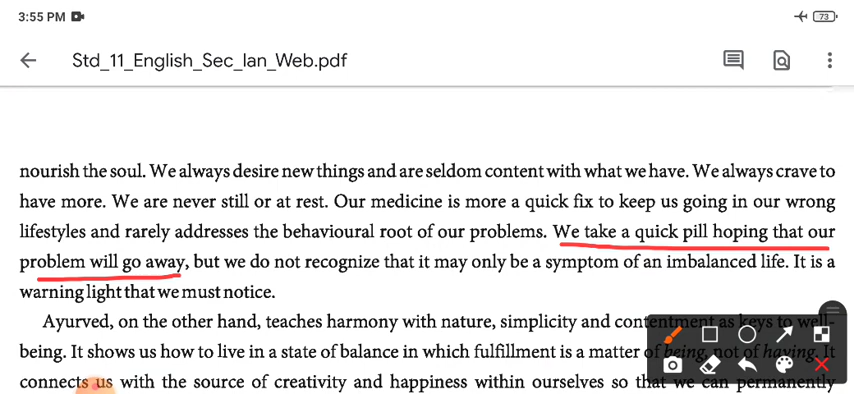 3:55 PM
73
Std_11_English_Sec_lan_Web.pdf
nourish the soul. We always desire new things and are seldom content with what we have. We always crave to
have more. We are never still or at rest. Our medicine is more a quick fix to keep us going in our wrong
lifestyles and rarely addresses the behavioural root of our problems. We take a quick pill hoping that our
problem will go away, but we do not recognize that it may only be a symptom of an imbalanced life. It is a
warning light that we must notice.
Ayurved, on the other hand, teaches harmony with nature, simplicity and contentment as keys to well-
being. It shows us how to live in a state of balance in which fulfillment is a matter of being, not of having. It
connects us with the source of creativity and happiness within ourselves so that we can permanently